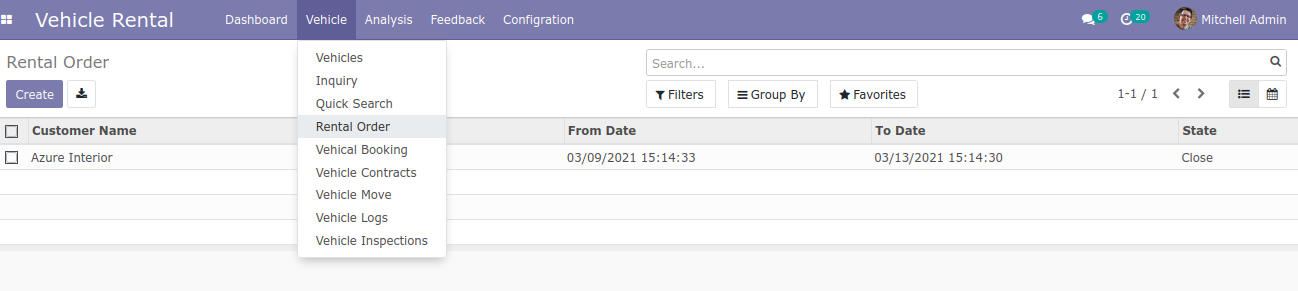 Vehicle Rental Dashboard Vehicle Analysis Feedback Configration 6 20 Mitchell Admin
Rental Order
Search...
Create
Filters Group By Favorites 1-1 / 1
Vehicles
Inquiry
Quick Search
Rental Order
Vehical Booking
Vehicle Contracts
Vehicle Move
Vehicle Logs
Vehicle Inspections
Customer Name From Date To Date State
Azure Interior 03/09/2021 15:14:33 03/13/2021 15:14:30 Close